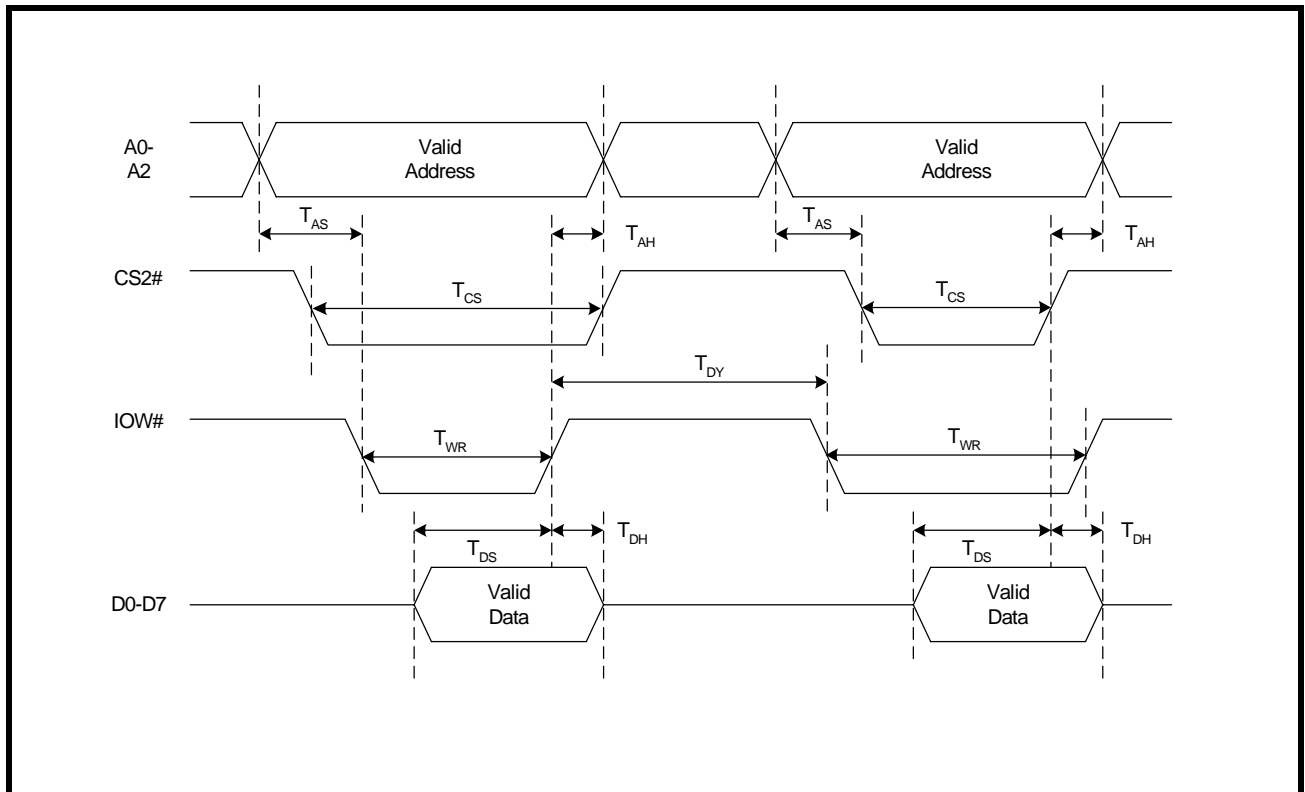 A0-
A2
Valid
Address
Valid
Address
TAS
TAH
TAS
TAH
CS2#
TCS
TCS
TDY
IOW#
TWR
TWR
TDS
TDH
TDS
TDH
D0-D7
Valid
Data
Valid
Data